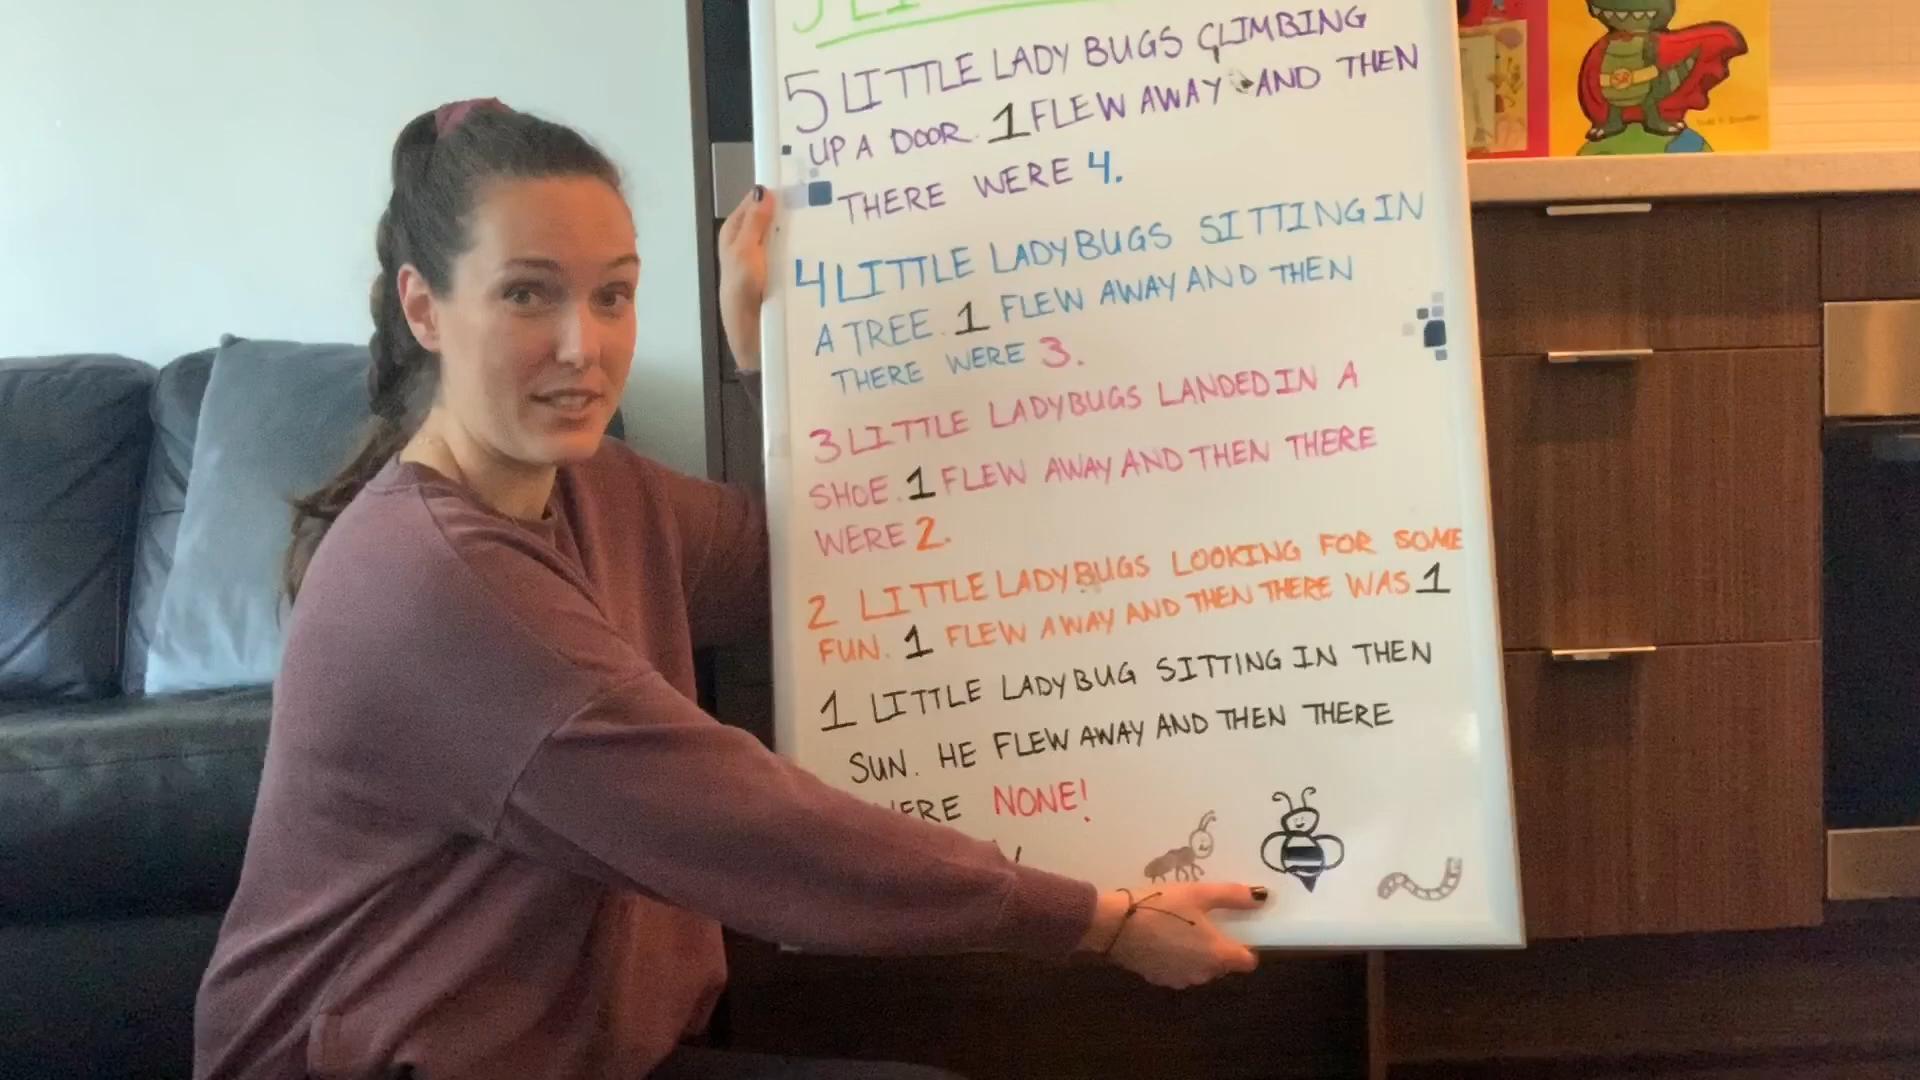 5 LITTLE LADYBUGS CLIMBING
UP A DOOR. 1 FLEW AWAY AND THEN
THERE WERE 4.
4 LITTLE LADYBUGS SITTING IN
A TREE. 1 FLEW AWAY AND THEN
THERE WERE 3.
3 LITTLE LADYBUGS LANDED IN A
SHOE. 1 FLEW AWAY AND THEN THERE
WERE 2.
2 LITTLE LADYBUGS LOOKING FOR SOME
FUN. 1 FLEW AWAY AND THEN THERE WAS 1
1 LITTLE LADYBUG SITTING IN THEN
SUN. HE FLEW AWAY AND THEN THERE
WERE NONE!